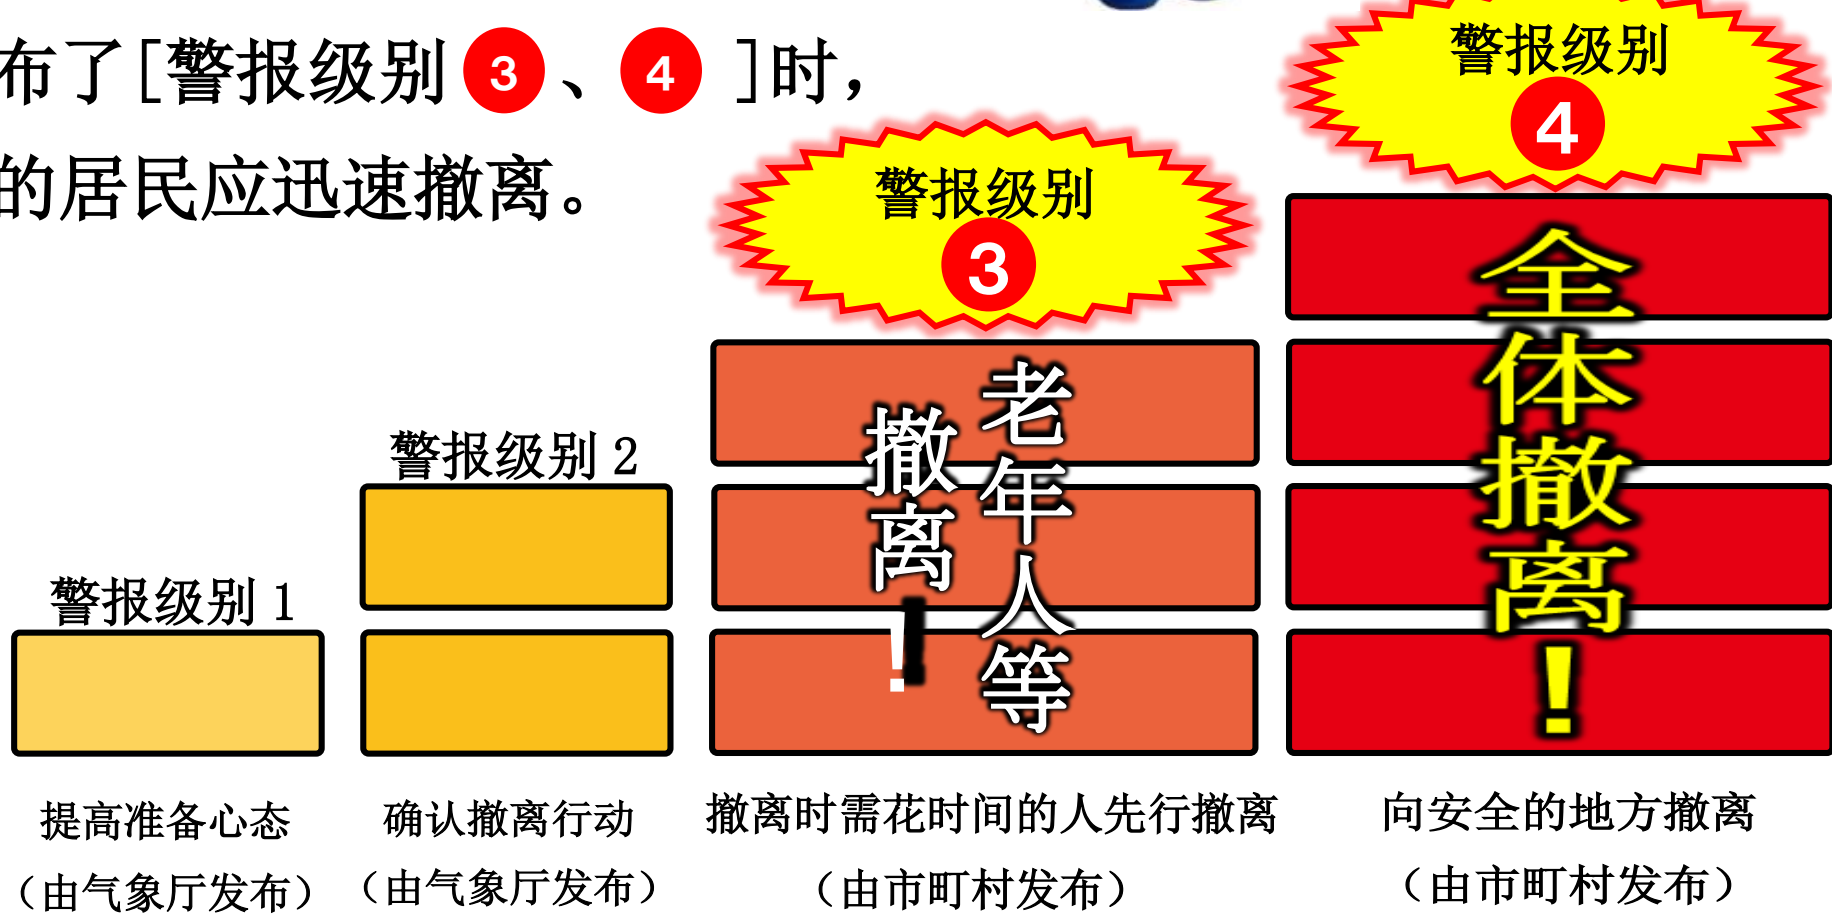 布了[警报级别 3 、 4 ]时，
的居民应迅速撤离。
警报级别
4
警报级别
3
全体撤离！
老年人等
撤离！
警报级别 2
警报级别 1
提高准备心态
（由气象厅发布）
确认撤离行动
（由气象厅发布）
撤离时需花时间的人先行撤离
（由市町村发布）
向安全的地方撤离
（由市町村发布）